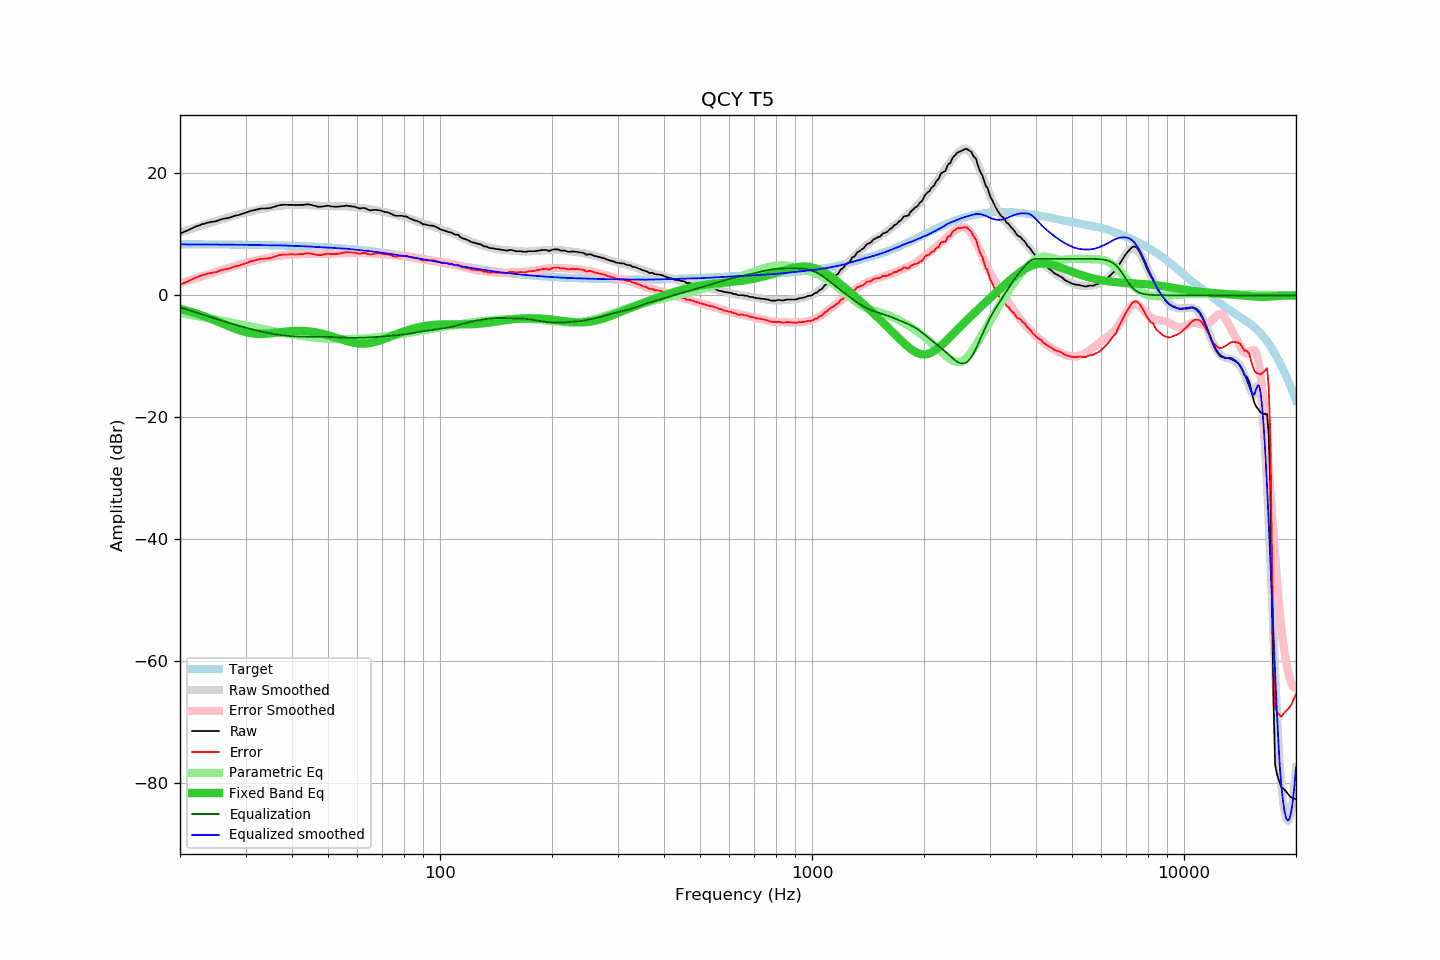 QCY T5
20
0
−20
−40
−60
−80
Amplitude (dBr)
Target
Raw Smoothed
Error Smoothed
Raw
Error
Parametric Eq
Fixed Band Eq
Equalization
Equalized smoothed
100
1000
10000
Frequency (Hz)